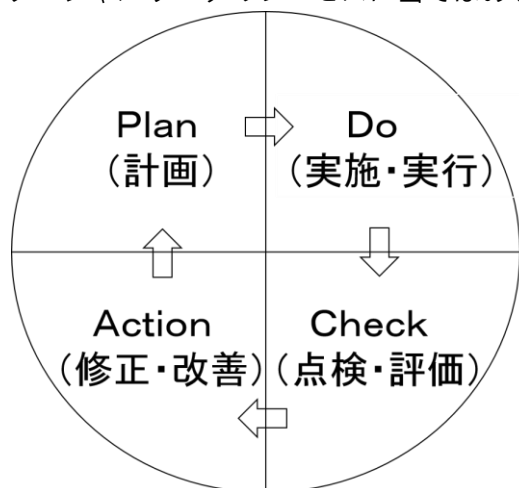 Plan
(計画)
Do
(実施・実行)
Action
(修正・改善)
Check
(点検・評価)